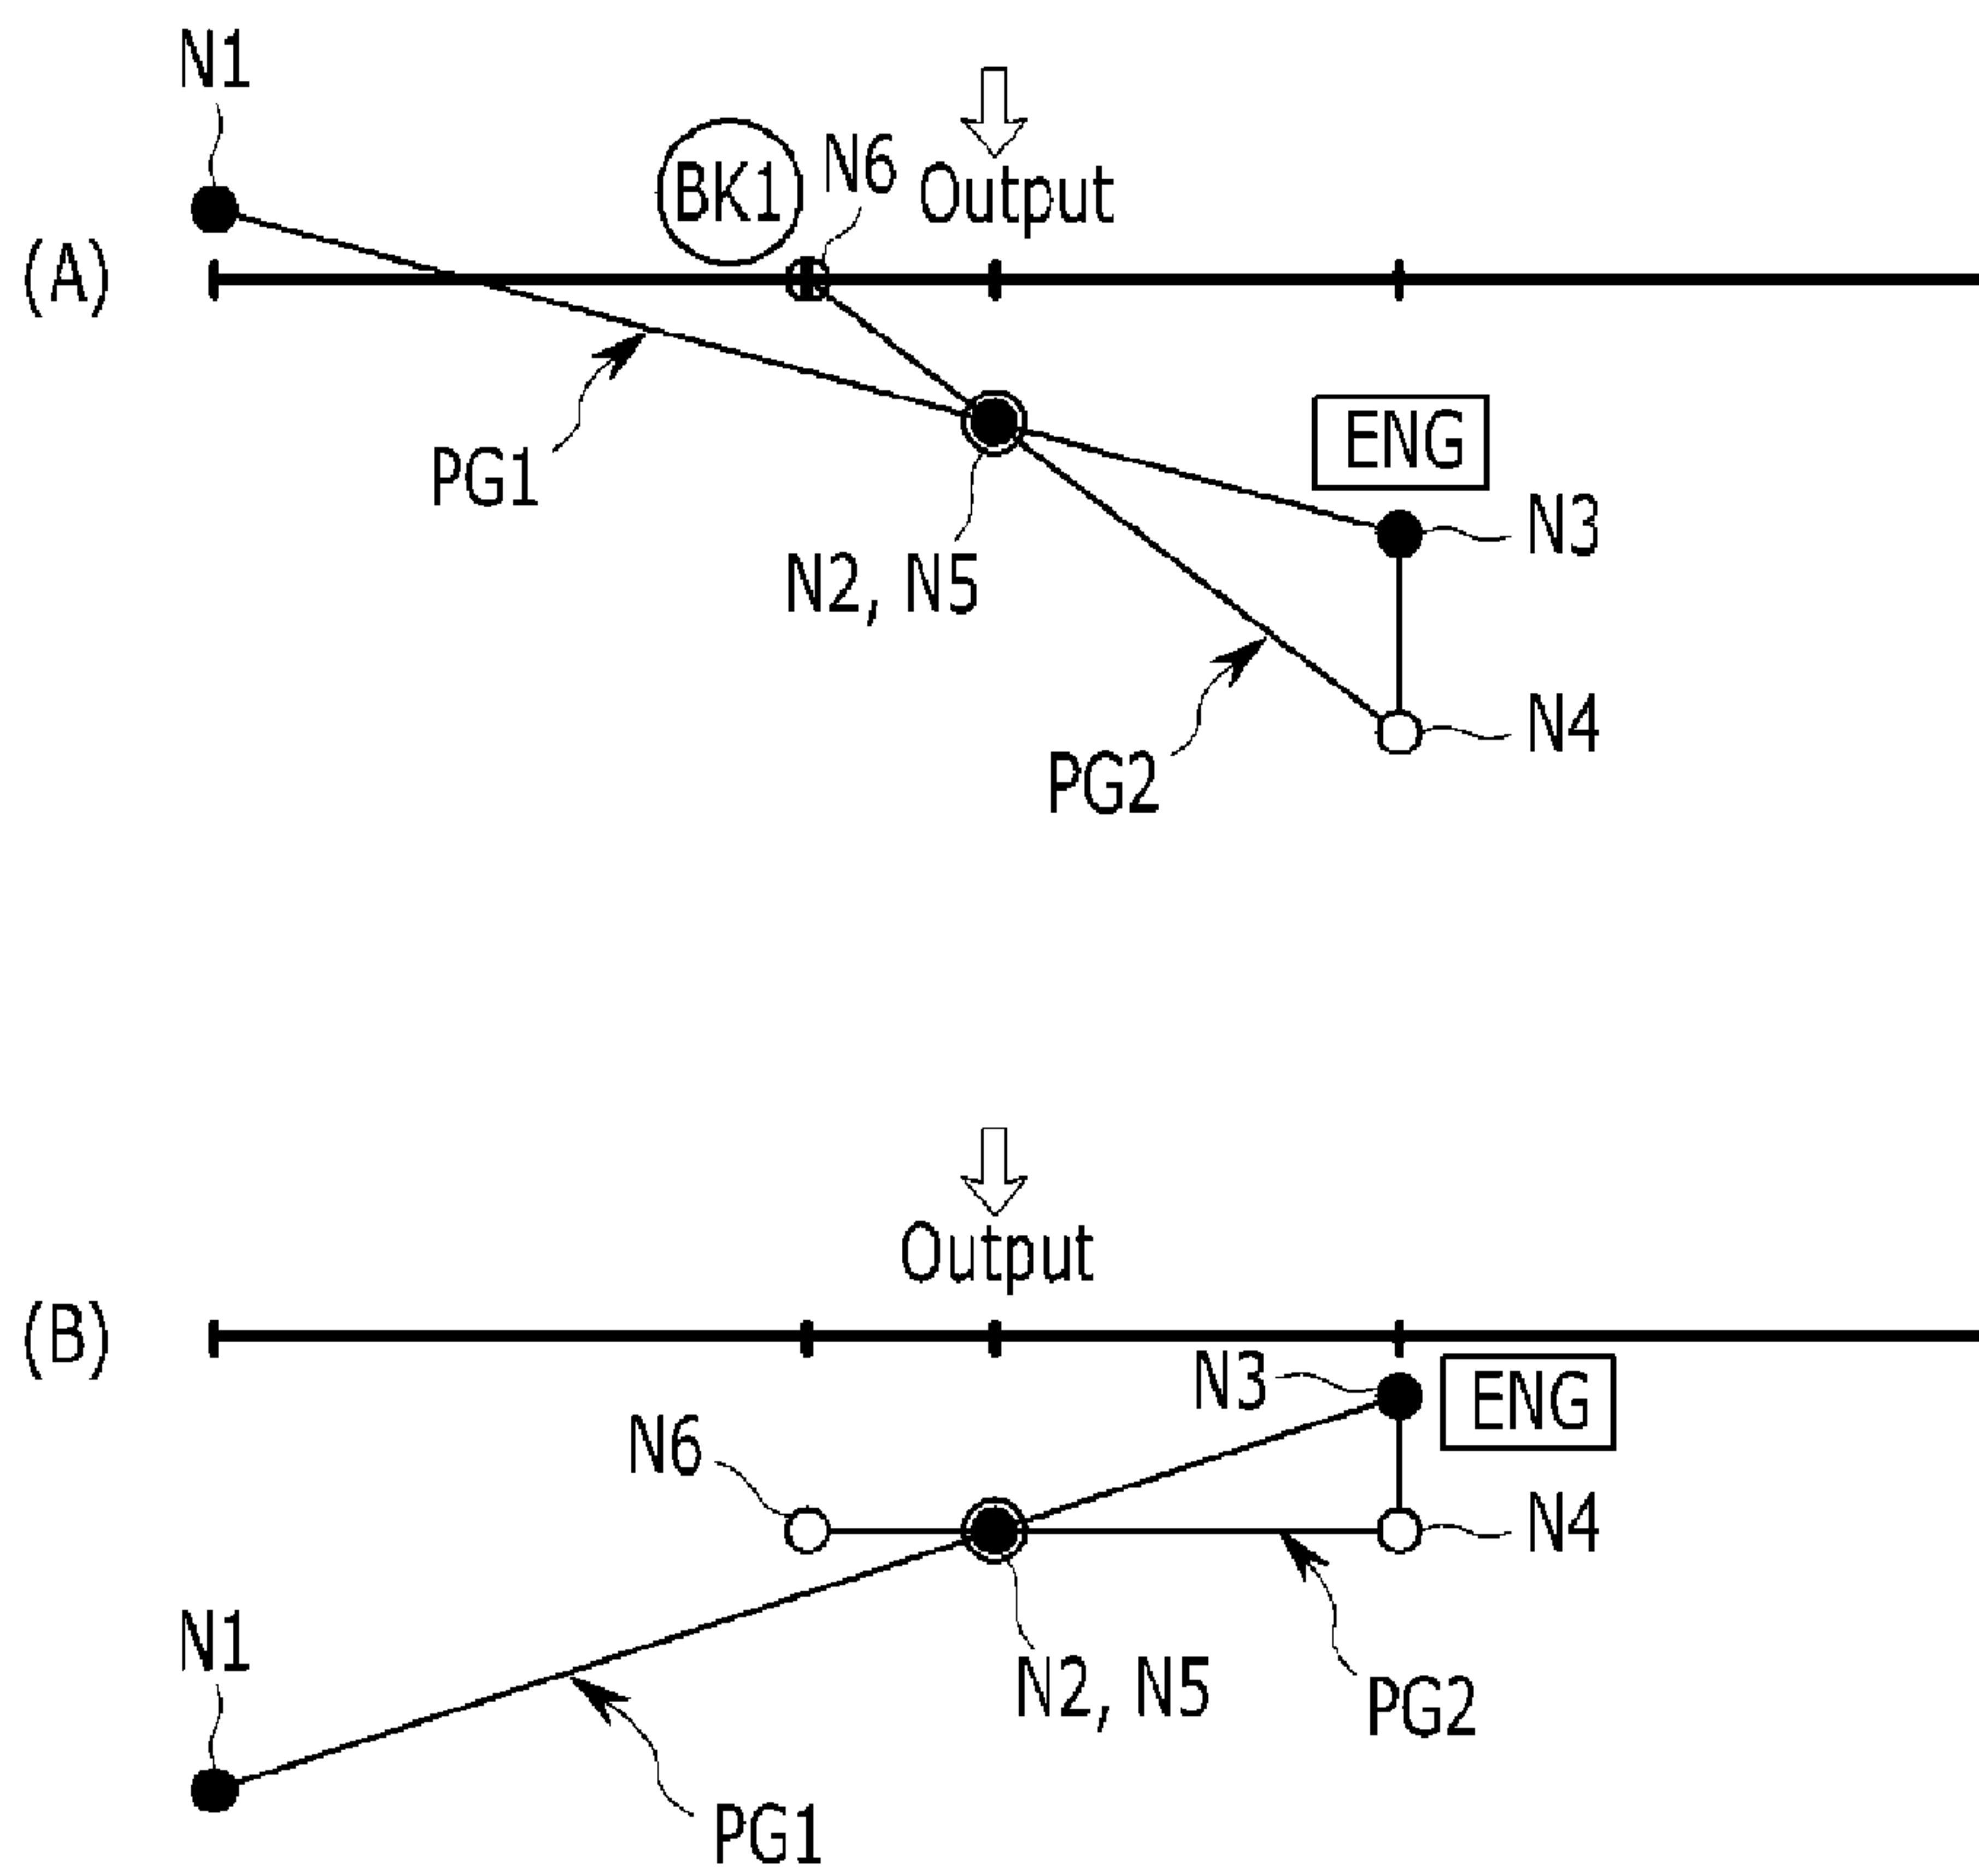 N1
BK1
N6
Output
(A)
PG1
ENG
N3
N2, N5
N4
PG2
Output
(B)
N3
ENG
N6
N4
N1
N2, N5
PG2
PG1